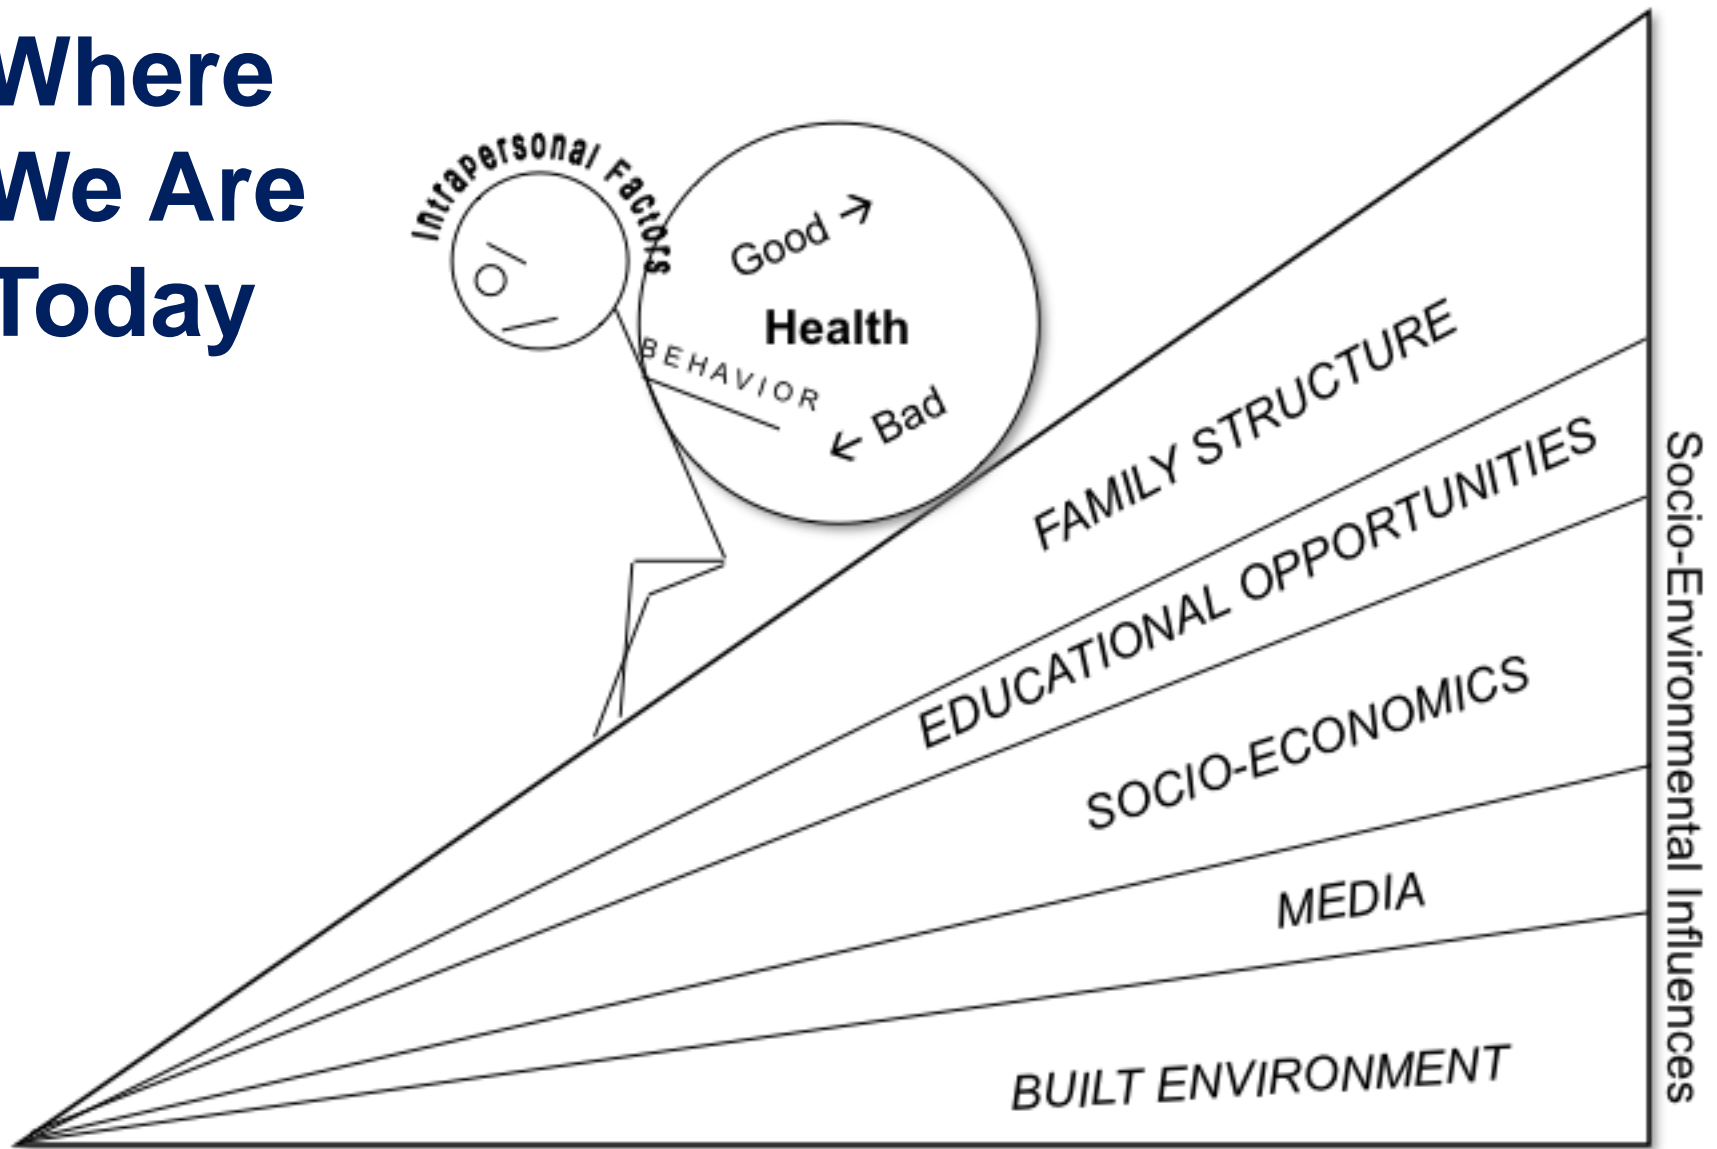 Where
We Are
Today
Intrapersonal Factors
Good →
Health
BEHAVIOR
← Bad
FAMILY STRUCTURE
EDUCATIONAL OPPORTUNITIES
SOCIO-ECONOMICS
MEDIA
BUILT ENVIRONMENT
Socio-Environmental Influences